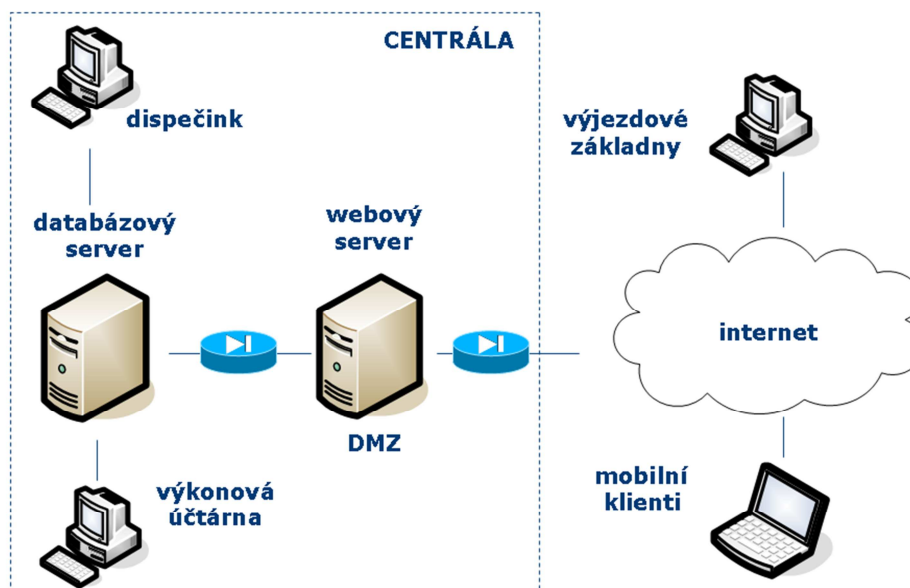 CENTRÁLA
dispečink
výjezdové
základny
databázový
server
webový
server
internet
DMZ
výkonová
účtárna
mobilní
klienti